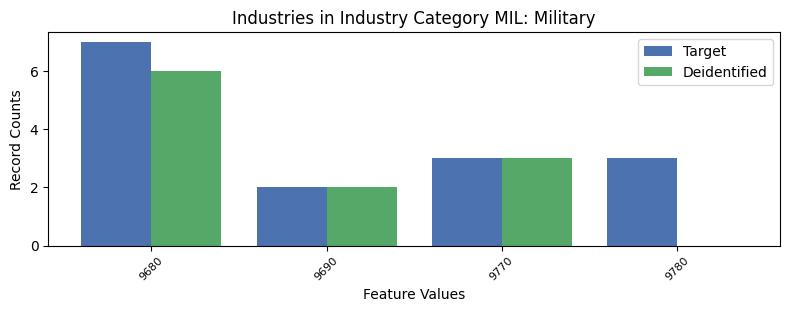 Industries in Industry Category MIL: Military
Target
Deidentified
Record Counts
6
4
2
0
9680
9690
9770
9780
Feature Values